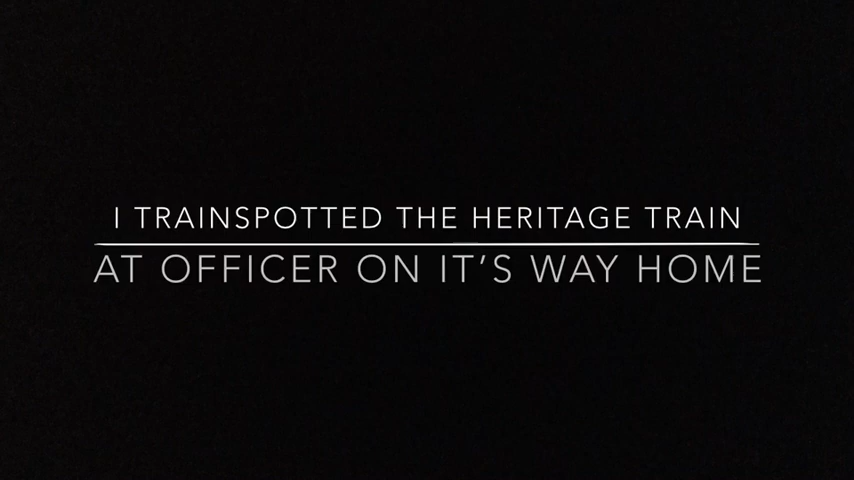 I TRAINSPOTTED THE HERITAGE TRAIN
AT OFFICER ON IT'S WAY HOME